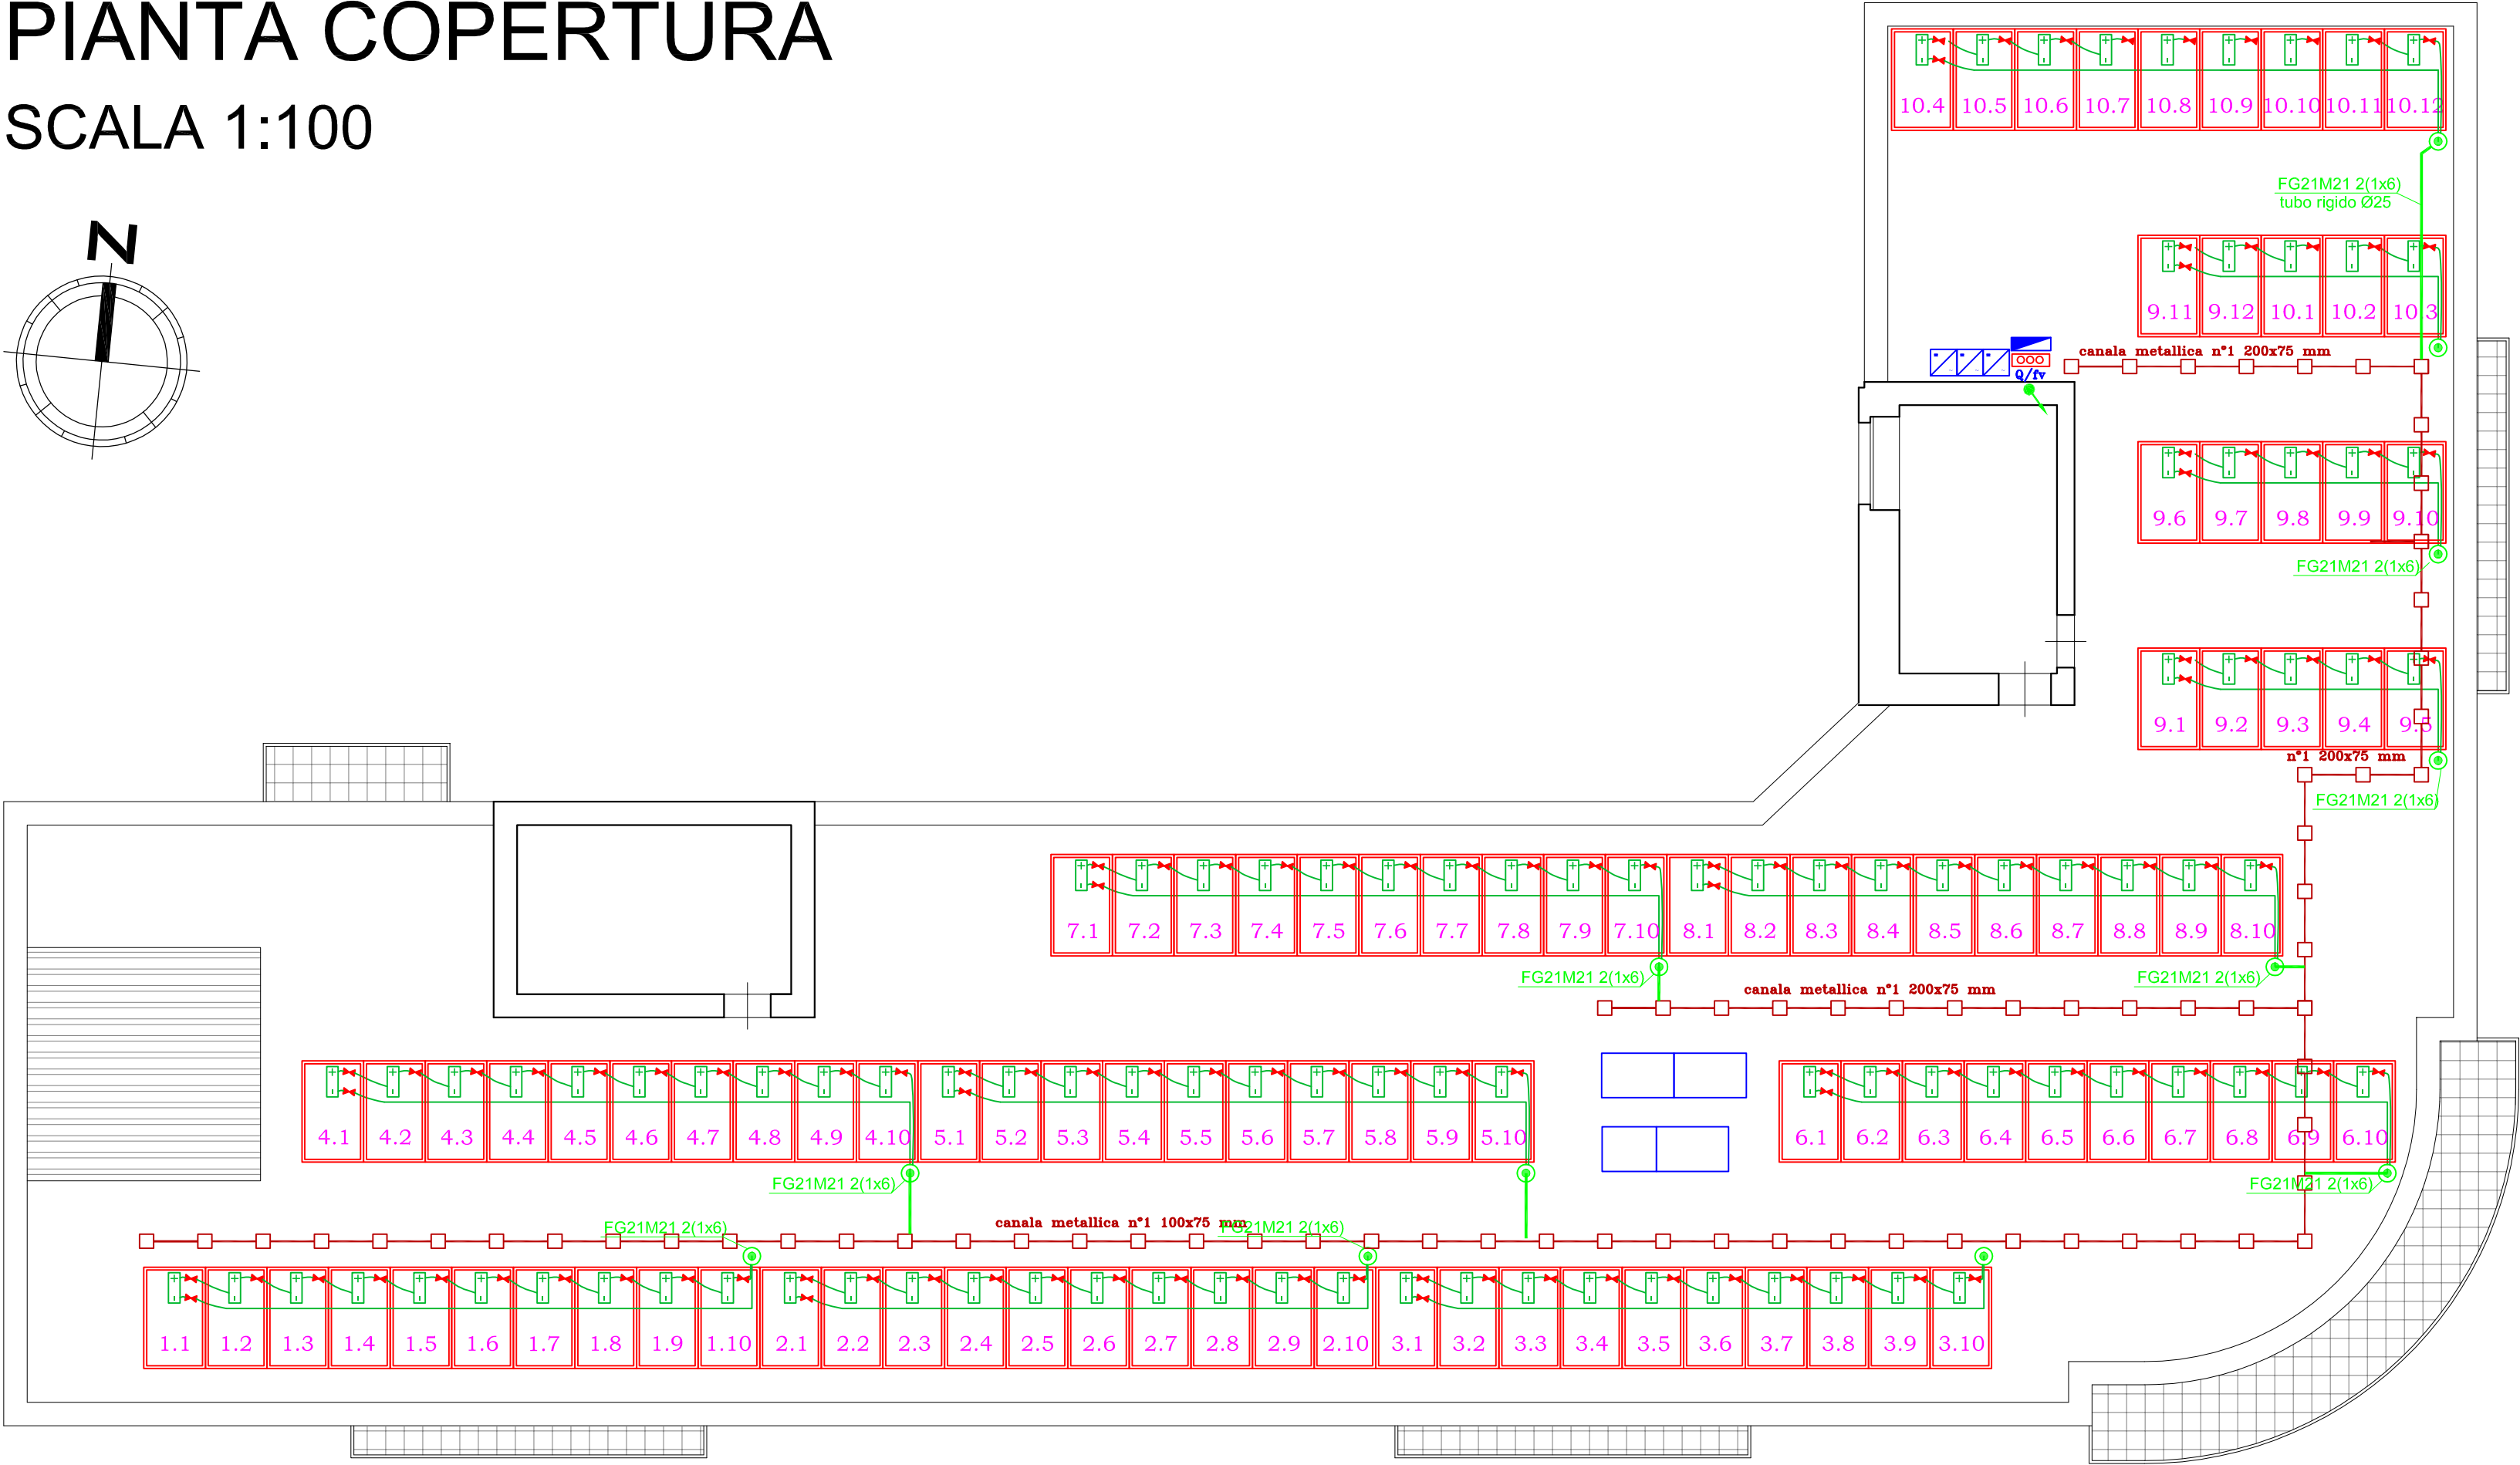 PIANTA COPERTURA
SCALA 1:100
N
10.4 10.5 10.6 10.7 10.8 10.9 10.10 10.11 10.12
FG21M21 2(1x6)
tubo rigido Ø25
9.11 9.12 10.1 10.2 10.3
canala metallica n°1 200x75 mm
Q/fv
9.6 9.7 9.8 9.9 9.10
FG21M21 2(1x6)
9.1 9.2 9.3 9.4 9.5
n°1 200x75 mm
FG21M21 2(1x6)
7.1 7.2 7.3 7.4 7.5 7.6 7.7 7.8 7.9 7.10 8.1 8.2 8.3 8.4 8.5 8.6 8.7 8.8 8.9 8.10
FG21M21 2(1x6) FG21M21 2(1x6)
canala metallica n°1 200x75 mm
4.1 4.2 4.3 4.4 4.5 4.6 4.7 4.8 4.9 4.10 5.1 5.2 5.3 5.4 5.5 5.6 5.7 5.8 5.9 5.10 6.1 6.2 6.3 6.4 6.5 6.6 6.7 6.8 6.9 6.10
FG21M21 2(1x6) FG21M21 2(1x6)
canala metallica n°1 100x75 mm
FG21M21 2(1x6) FG21M21 2(1x6)
1.1 1.2 1.3 1.4 1.5 1.6 1.7 1.8 1.9 1.10 2.1 2.2 2.3 2.4 2.5 2.6 2.7 2.8 2.9 2.10 3.1 3.2 3.3 3.4 3.5 3.6 3.7 3.8 3.9 3.10